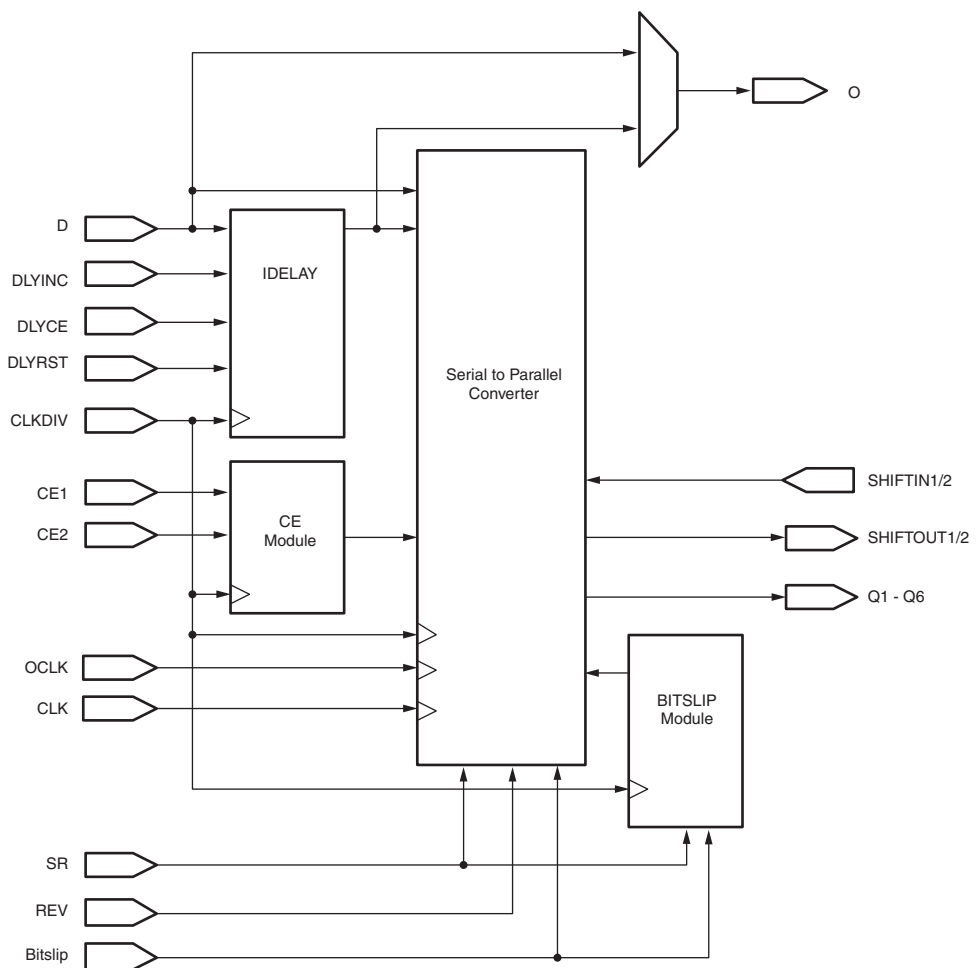 O
D
IDELAY
DLYINC
DLYCE
DLYRST
Serial to Parallel
Converter
CLKDIV
CE1
CE2
CE
Module
SHIFTIN1/2
SHIFTOUT1/2
Q1 - Q6
OCLK
CLK
BITSLIP
Module
SR
REV
Bitslip